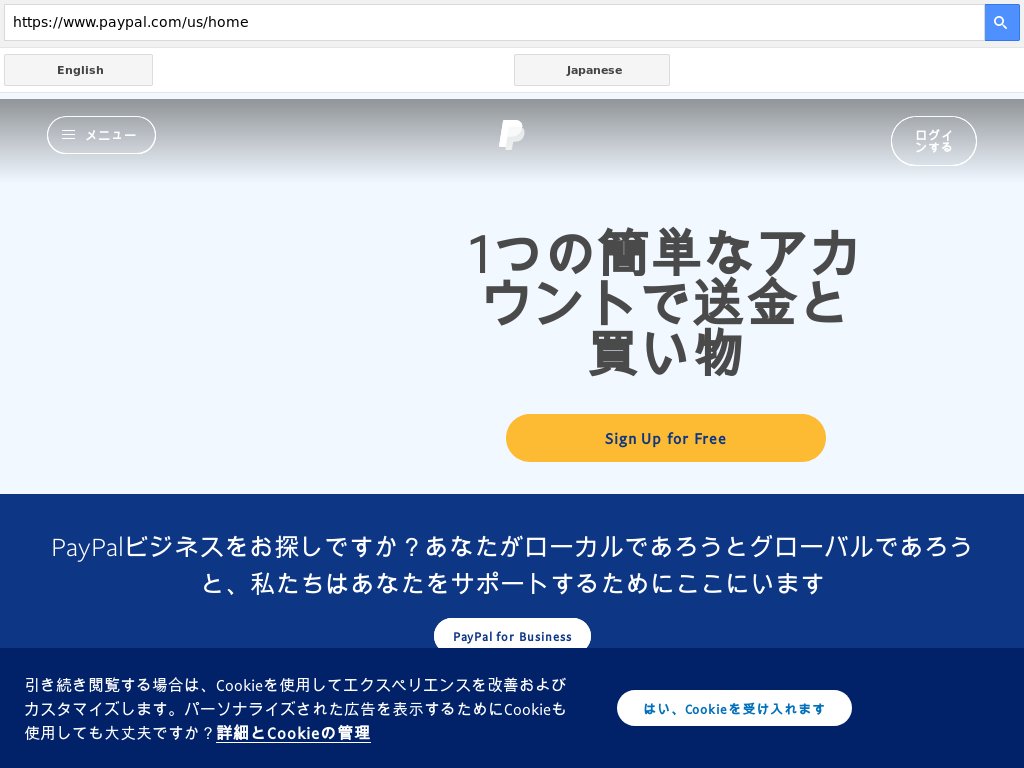 https://www.paypal.com/us/home
English
Japanese
メニュー
ログイ
ンする
1つの簡単なアカ
ウントで送金と
買い物
Sign Up for Free
PayPalビジネスをお探しですか？あなたがローカルであろうとグローバルであろう
と、私たちはあなたをサポートするためにここにいます
PayPal for Business
引き続き閲覧する場合は、Cookieを使用してエクスペリエンスを改善および
カスタマイズします。パーソナライズされた広告を表示するためにCookieも
使用しても大丈夫ですか？詳細とCookieの管理
はい、Cookieを受け入れます